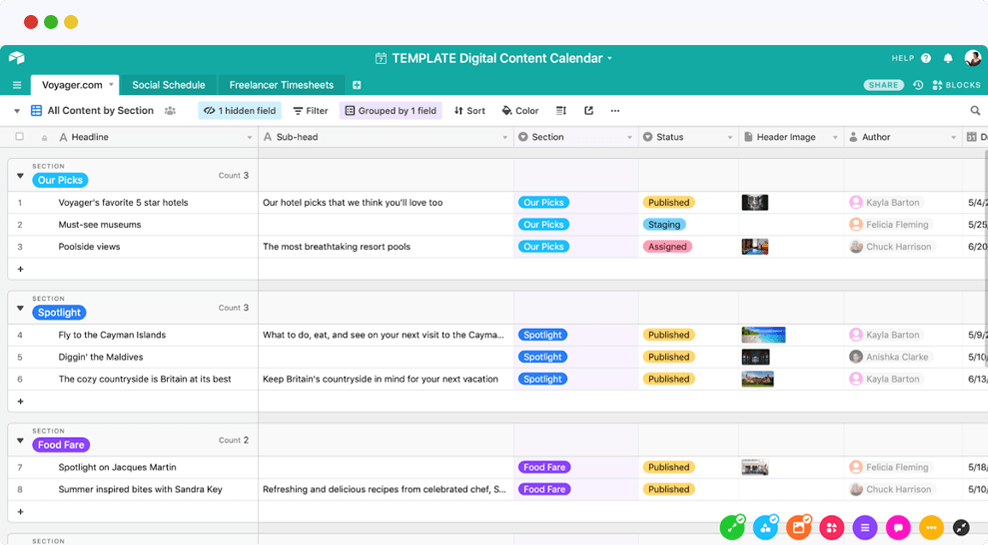 TEMPLATE Digital Content Calendar
HELP
Voyager.com Social Schedule Freelancer Timesheets
SHARE BLOCKS
All Content by Section 1 hidden field Filter Grouped by 1 field Sort Color
Headline Sub-head Section Status Header Image Author
SECTION
Our Picks Count 3
1 Voyager's favorite 5 star hotels Our hotel picks that we think you'll love too Our Picks Published Kayla Barton 5/4/
2 Must-see museums Our Picks Staging Felicia Fleming 5/25/
3 Poolside views The most breathtaking resort pools Our Picks Assigned Chuck Harrison 6/20
+
SECTION
Spotlight Count 3
4 Fly to the Cayman Islands What to do, eat, and see on your next visit to the Cayma... Spotlight Published Kayla Barton 5/9/
5 Diggin' the Maldives Spotlight Published Anishka Clarke 5/10/
6 The cozy countryside is Britain at its best Keep Britain's countryside in mind for your next vacation Spotlight Published Kayla Barton 6/13/
+
SECTION
Food Fare Count 2
7 Spotlight on Jacques Martin Food Fare Published Felicia Fleming 5/18/
8 Summer inspired bites with Sandra Key Refreshing and delicious recipes from celebrated chef, S... Food Fare Published Chuck Harrison 5/10/
+
SECTION